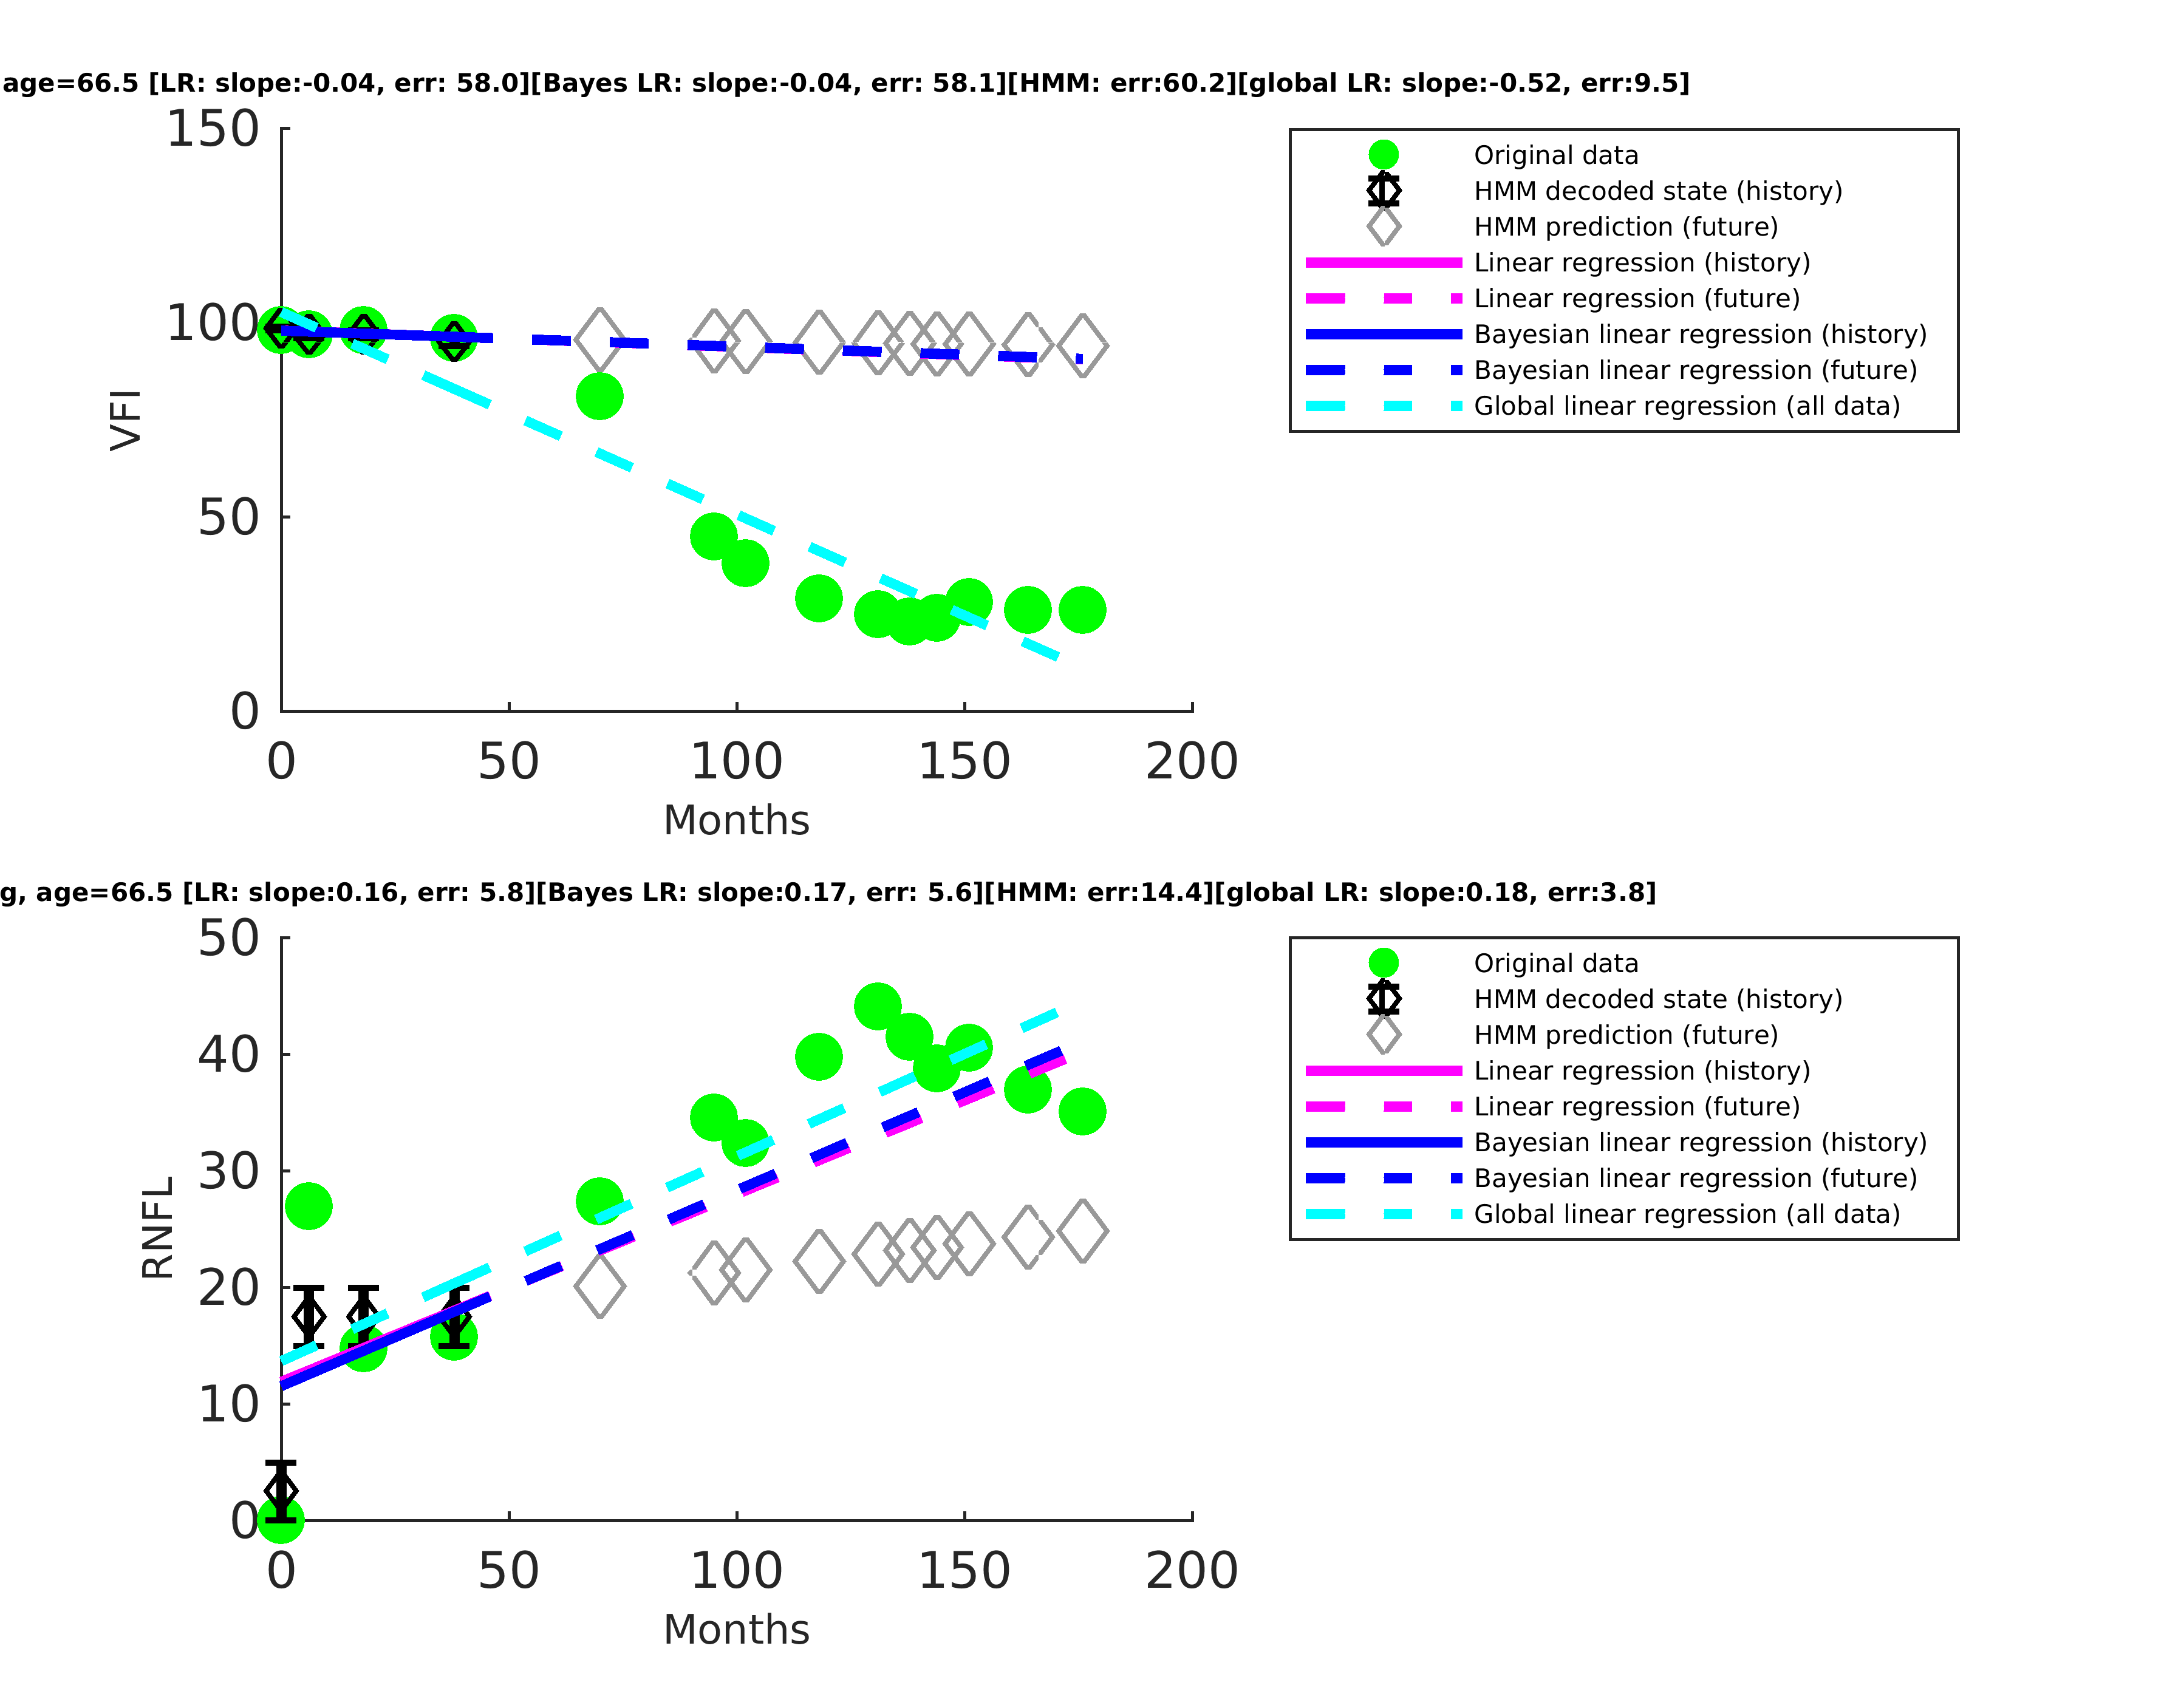 age=66.5 [LR: slope:-0.04, err: 58.0][Bayes LR: slope:-0.04, err: 58.1][HMM: err:60.2][global LR: slope:-0.52, err:9.5]
150
100
50
0
VFI
0 50 100 150 200
Months
Original data
HMM decoded state (history)
HMM prediction (future)
Linear regression (history)
Linear regression (future)
Bayesian linear regression (history)
Bayesian linear regression (future)
Global linear regression (all data)
g, age=66.5 [LR: slope:0.16, err: 5.8][Bayes LR: slope:0.17, err: 5.6][HMM: err:14.4][global LR: slope:0.18, err:3.8]
50
40
30
20
10
0
RNFL
0 50 100 150 200
Months
Original data
HMM decoded state (history)
HMM prediction (future)
Linear regression (history)
Linear regression (future)
Bayesian linear regression (history)
Bayesian linear regression (future)
Global linear regression (all data)